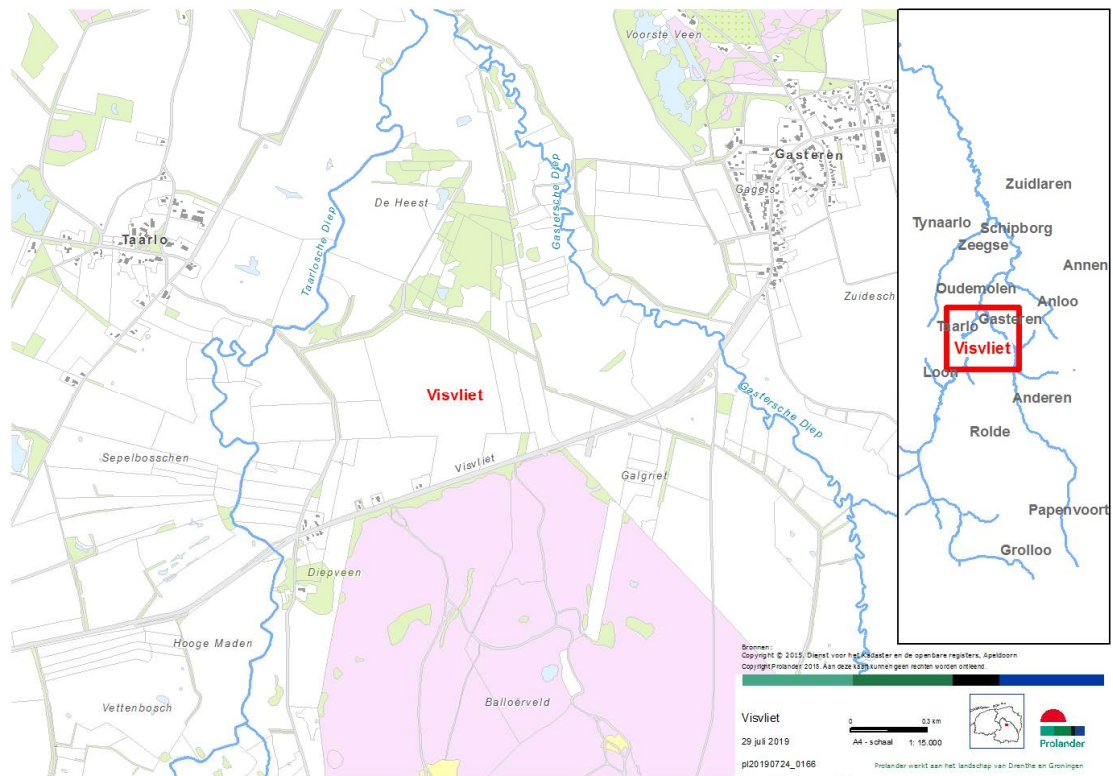 Voorste Veen
Gasteren
Gagels
De Heest
Gastersche Diep
Taarlo
Taarlosche Diep
Zuidesch
Visvliet
Gastersche Diep
Sepelbosschen
Visvliet
Galgriet
Diepveen
Hooge Maden
Vettenbosch
Balloërveld
Zuidlaren
Tynaarlo
Schipborg
Zeegse
Annen
Oudemolen
Anloo
Gasteren
Taarlo
Visvliet
Loon
Anderen
Rolde
Papenvoort
Grolloo
Bronnen:
Copyright © 2015, Dienst voor het Kadaster en de openbare registers, Apeldoorn
Copyright Prolander 2015. Aan deze kaart kunnen geen rechten worden ontleend.
Visvliet
0 0.3 km
29 juli 2019
A4 - schaal 1: 15.000
Prolander
pl20190724_0166
Prolander werkt aan het landschap van Drenthe en Groningen